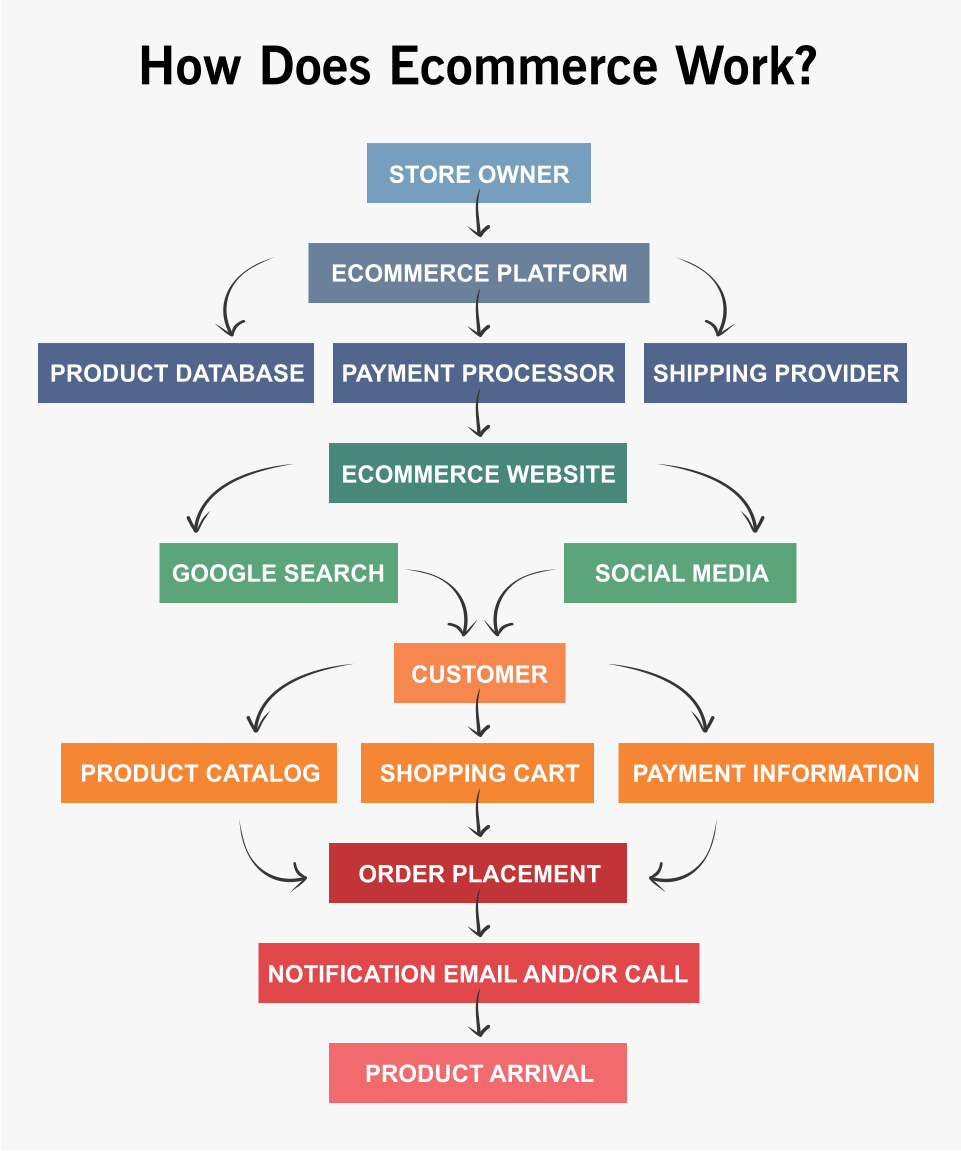 How Does Ecommerce Work?
STORE OWNER
ECOMMERCE PLATFORM
PRODUCT DATABASE
PAYMENT PROCESSOR
SHIPPING PROVIDER
ECOMMERCE WEBSITE
GOOGLE SEARCH
SOCIAL MEDIA
CUSTOMER
PRODUCT CATALOG
SHOPPING CART
PAYMENT INFORMATION
ORDER PLACEMENT
NOTIFICATION EMAIL AND/OR CALL
PRODUCT ARRIVAL